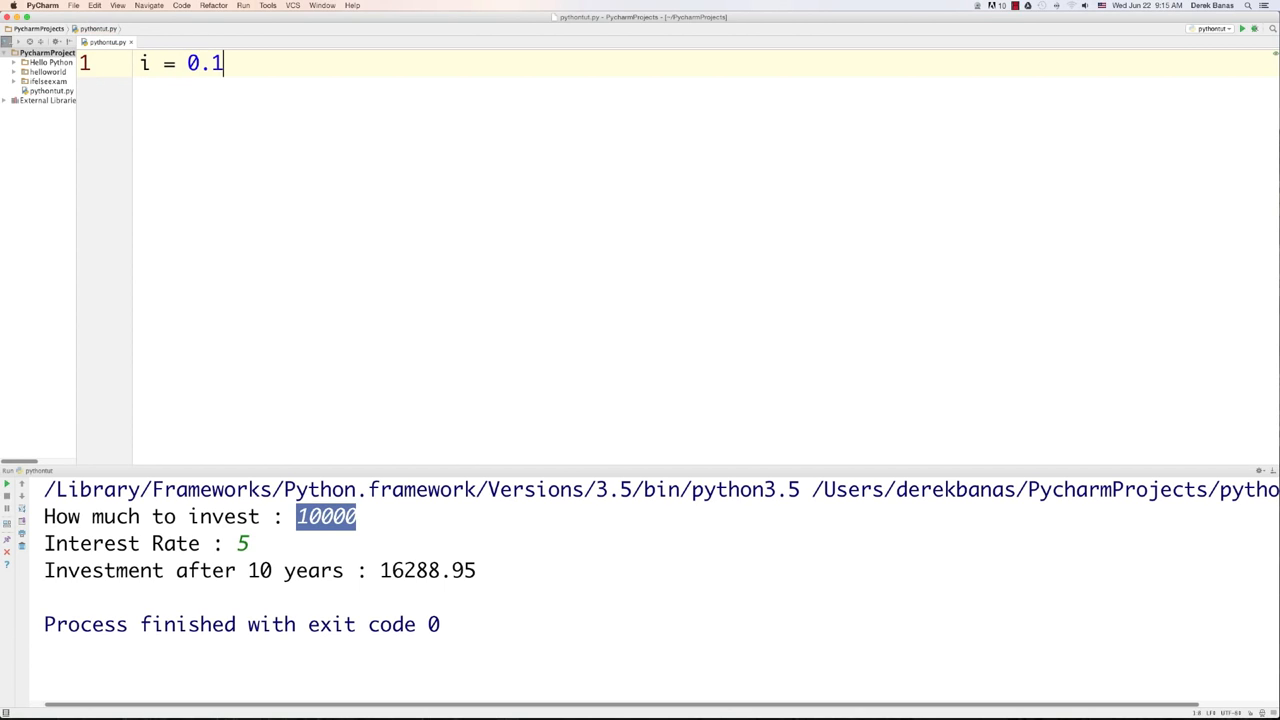 PyCharm File Edit View Navigate Code Refactor Run Tools VCS Window Help 10 Wed Jun 22 9:15 AM Derek Banas
pythontut.py - PycharmProjects - [~/PycharmProjects]
PycharmProjects pythontut.py pythontut
pythontut.py ×
PycharmProject
Hello Python
helloworld
ifelseexam
pythontut.py
External Librarie
1 i = 0.1
Run pythontut
/Library/Frameworks/Python.framework/Versions/3.5/bin/python3.5 /Users/derekbanas/PycharmProjects/pytho
How much to invest : 10000
Interest Rate : 5
Investment after 10 years : 16288.95
Process finished with exit code 0
1:8 LF÷ UTF-8÷